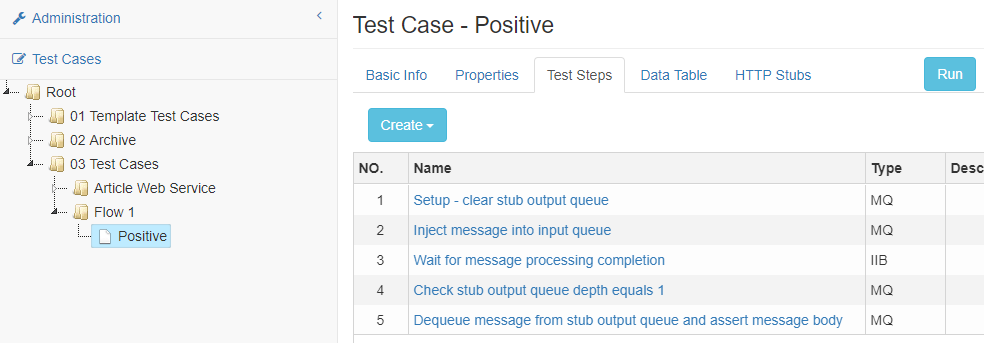 Administration
Test Cases
Root
01 Template Test Cases
02 Archive
03 Test Cases
Article Web Service
Flow 1
Positive
Test Case - Positive
Basic Info Properties Test Steps Data Table HTTP Stubs Run
Create
NO. Name Type Desc
1 Setup - clear stub output queue MQ
2 Inject message into input queue MQ
3 Wait for message processing completion IIB
4 Check stub output queue depth equals 1 MQ
5 Dequeue message from stub output queue and assert message body MQ